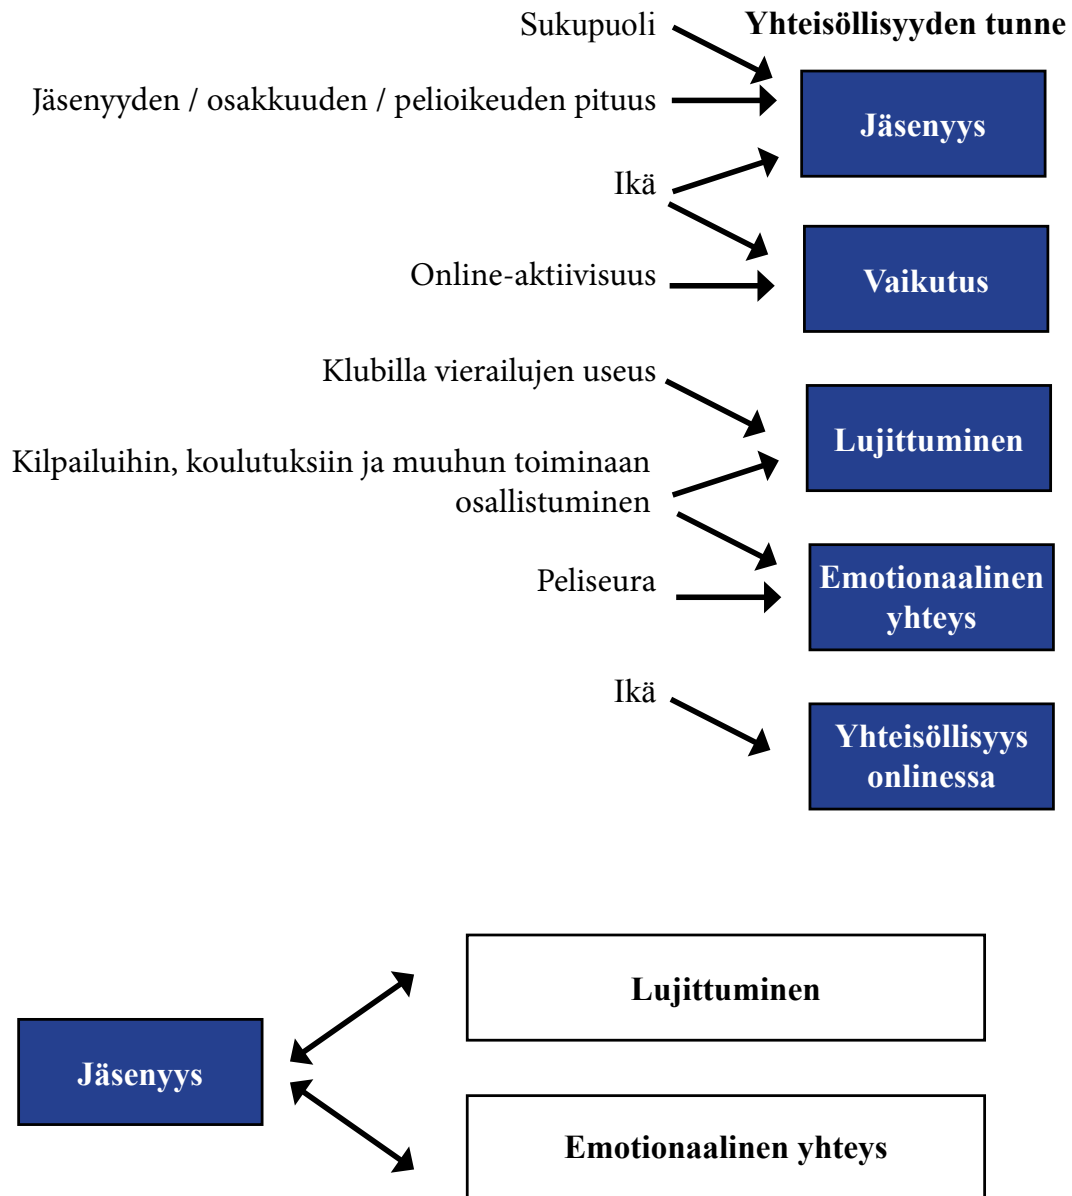 Sukupuoli
Yhteisöllisyyden tunne
Jäsenyyden / osakkuuden / pelioikeuden pituus
Jäsenyys
Ikä
Online-aktiivisuus
Vaikutus
Klubilla vierailujen useus
Lujittuminen
Kilpailuihin, koulutuksiin ja muuhun toiminaan
osallistuminen
Peliseura
Emotionaalinen
yhteys
Ikä
Yhteisöllisyys
onlinessa
Lujittuminen
Jäsenyys
Emotionaalinen yhteys